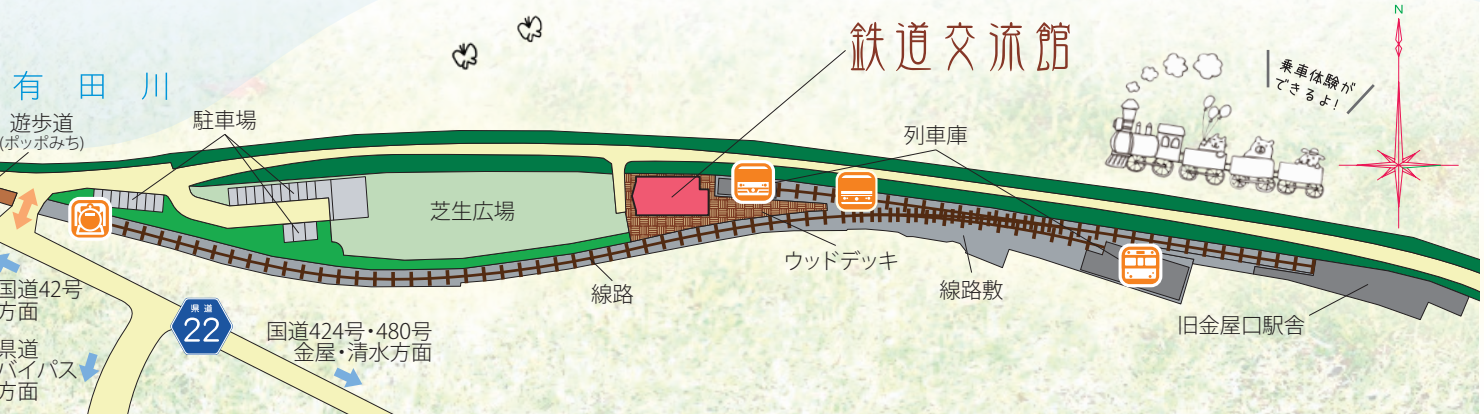 N
鉄道交流館
乗車体験が
できるよ!
有田川
遊歩道
(ポッポみち)
駐車場
列車庫
芝生広場
ウッドデッキ
線路
線路敷
旧金屋口駅舎
国道42号
方面
県道
22
国道424号・480号
金屋・清水方面
県道
バイパス
方面